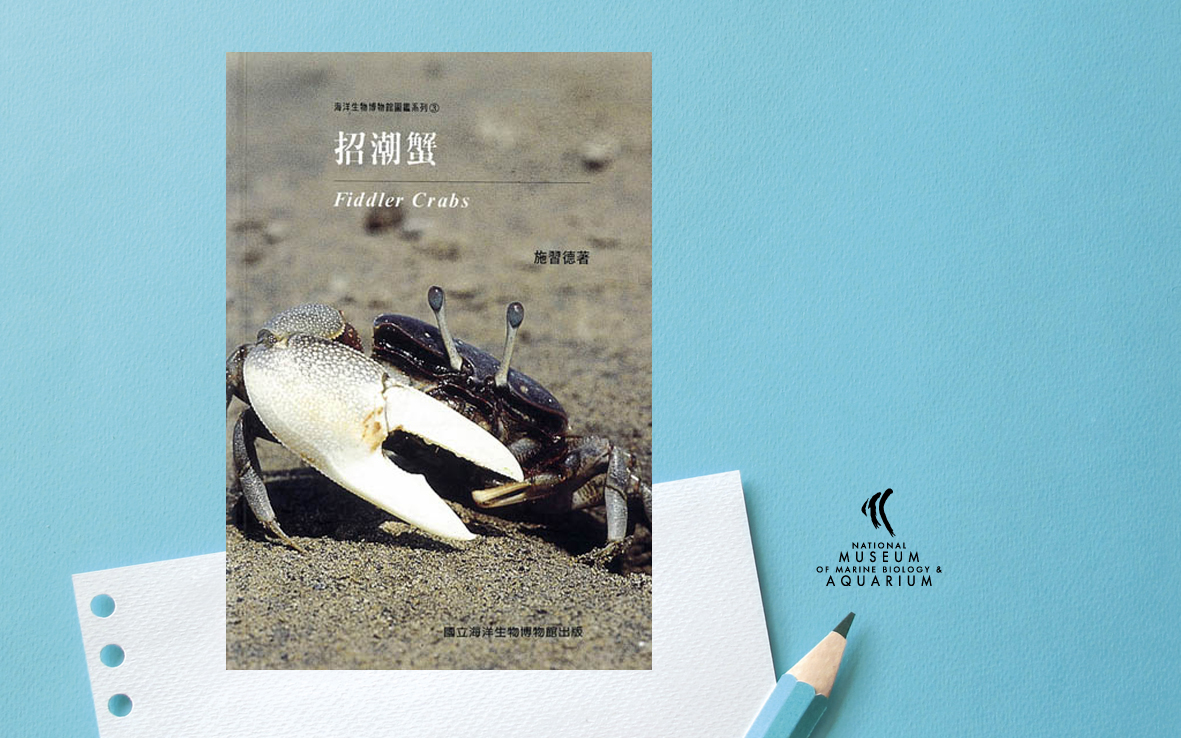 海洋生物博物館圖鑑系列③
招潮蟹
Fiddler Crabs
施習德著
國立海洋生物博物館出版
NATIONAL
MUSEUM
OF MARINE BIOLOGY &
AQUARIUM